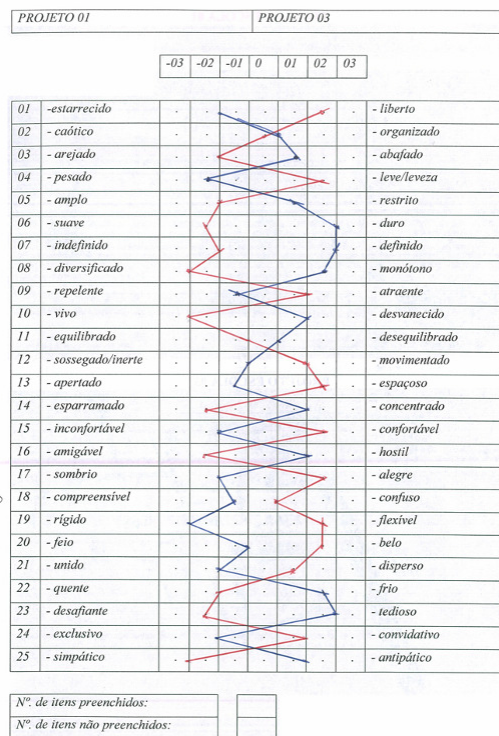 PROJETO 01 PROJETO 03
-03 -02 -01 0 01 02 03
01 -estarrecido - liberto
02 - caótico - organizado
03 - arejado - abafado
04 - pesado - leve/leveza
05 - amplo - restrito
06 - suave - duro
07 - indefinido - definido
08 - diversificado - monótono
09 - repelente - atraente
10 - vivo - desvanecido
11 - equilibrado - desequilibrado
12 - sossegado/inerte - movimentado
13 - apertado - espaçoso
14 - esparramado - concentrado
15 - inconfortável - confortável
16 - amigável - hostil
17 - sombrio - alegre
18 - compreensível - confuso
19 - rígido - flexível
20 - feio - belo
21 - unido - disperso
22 - quente - frio
23 - desafiante - tedioso
24 - exclusivo - convidativo
25 - simpático - antipático
Nº. de itens preenchidos:
Nº. de itens não preenchidos: